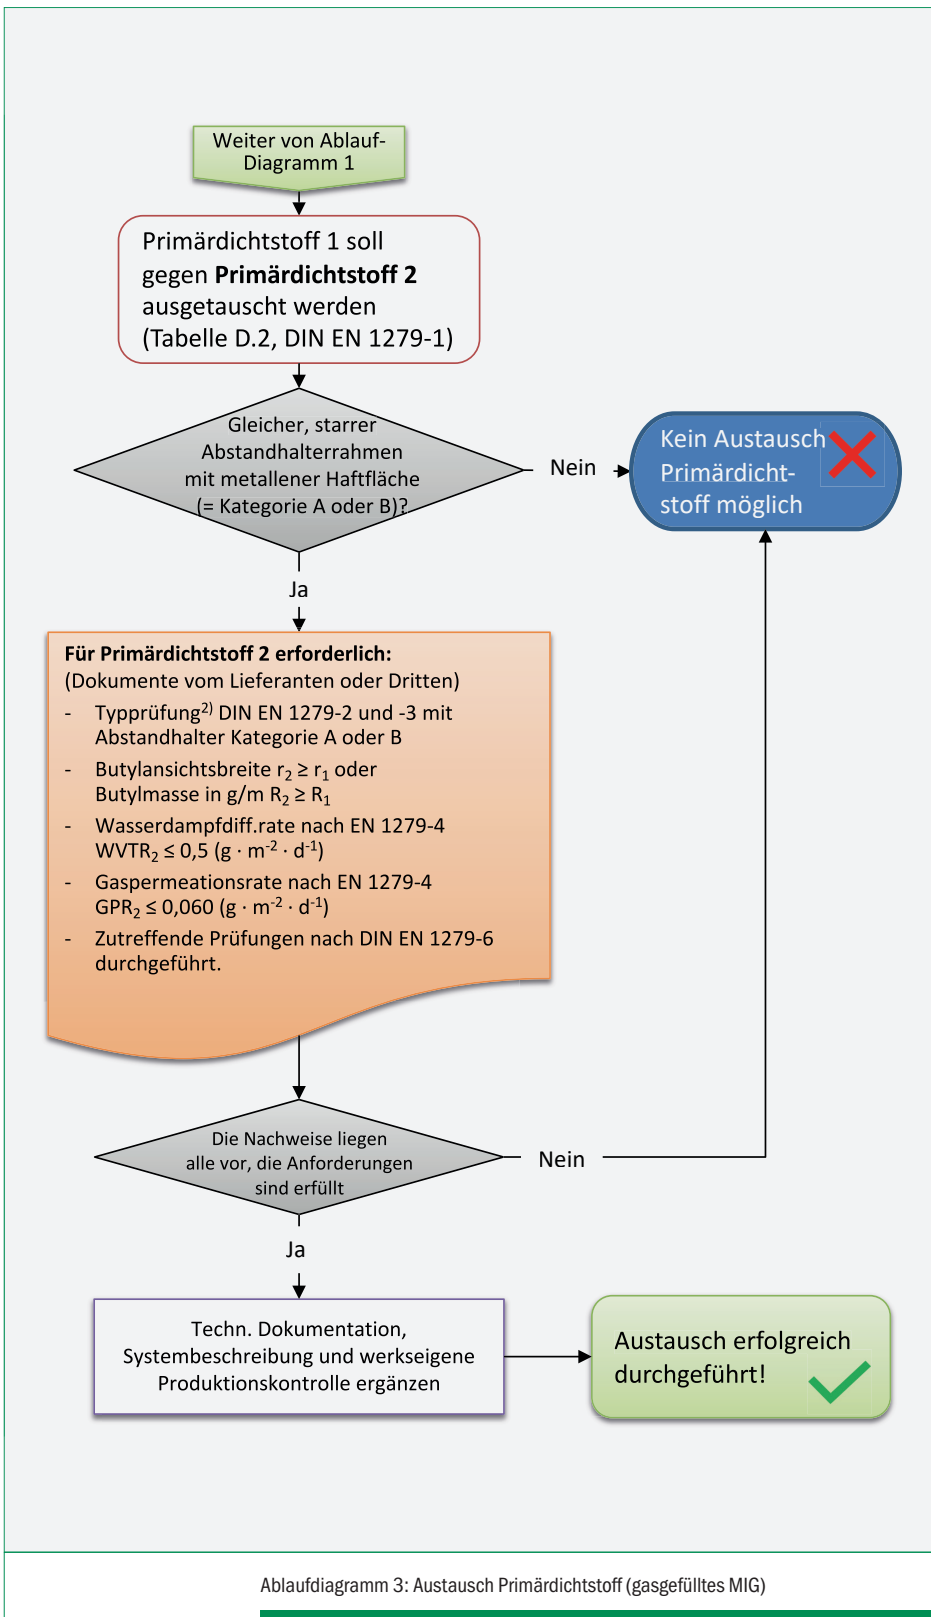 Weiter von Ablauf-
Diagramm 1
Primärdichtstoff 1 soll
gegen Primärdichtstoff 2
ausgetauscht werden
(Tabelle D.2, DIN EN 1279-1)
Gleicher, starrer
Abstandhalterrahmen
mit metallener Haftfläche
(= Kategorie A oder B)?
Nein
Kein Austausch
Primärdicht-
stoff möglich
Ja
Für Primärdichtstoff 2 erforderlich:
(Dokumente vom Lieferanten oder Dritten)
- Typprüfung²⁾ DIN EN 1279-2 und -3 mit
Abstandhalter Kategorie A oder B
- Butylansichtsbreite r₂ ≥ r₁ oder
Butylmasse in g/m R₂ ≥ R₁
- Wasserdampfdiff.rate nach EN 1279-4
WVTR₂ ≤ 0,5 (g · m⁻² · d⁻¹)
- Gaspermeationsrate nach EN 1279-4
GPR₂ ≤ 0,060 (g · m⁻² · d⁻¹)
- Zutreffende Prüfungen nach DIN EN 1279-6
durchgeführt.
Die Nachweise liegen
alle vor, die Anforderungen
sind erfüllt
Nein
Ja
Techn. Dokumentation,
Systembeschreibung und werkseigene
Produktionskontrolle ergänzen
Austausch erfolgreich
durchgeführt!
Ablaufdiagramm 3: Austausch Primärdichtstoff (gasgefülltes MIG)